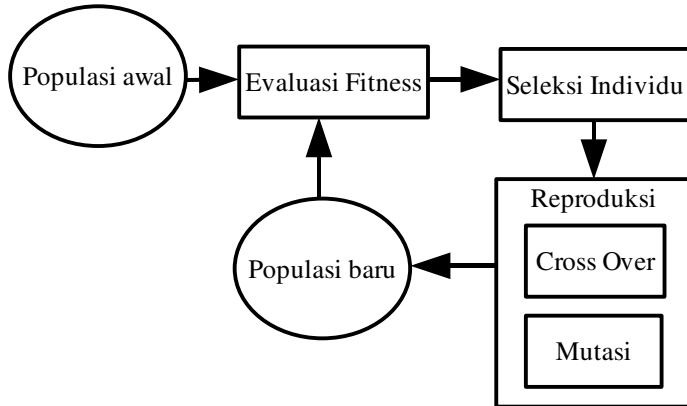 Populasi awal
Evaluasi Fitness
Seleksi Individu
Reproduksi
Cross Over
Mutasi
Populasi baru